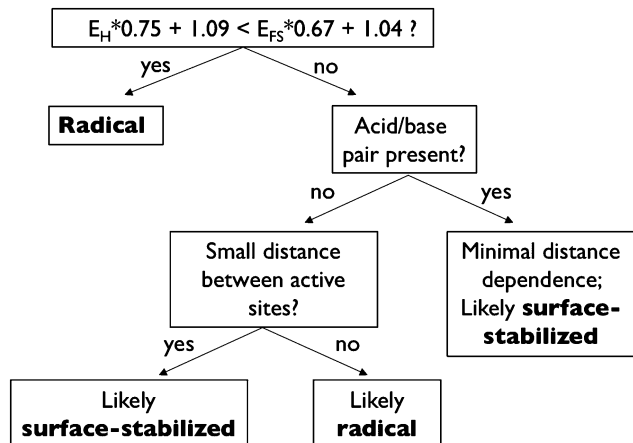 E_H*0.75 + 1.09 < E_FS*0.67 + 1.04 ?
yes
no
Radical
Acid/base
pair present?
no
yes
Small distance
between active
sites?
Minimal distance
dependence;
Likely surface-
stabilized
yes
no
Likely
surface-stabilized
Likely
radical